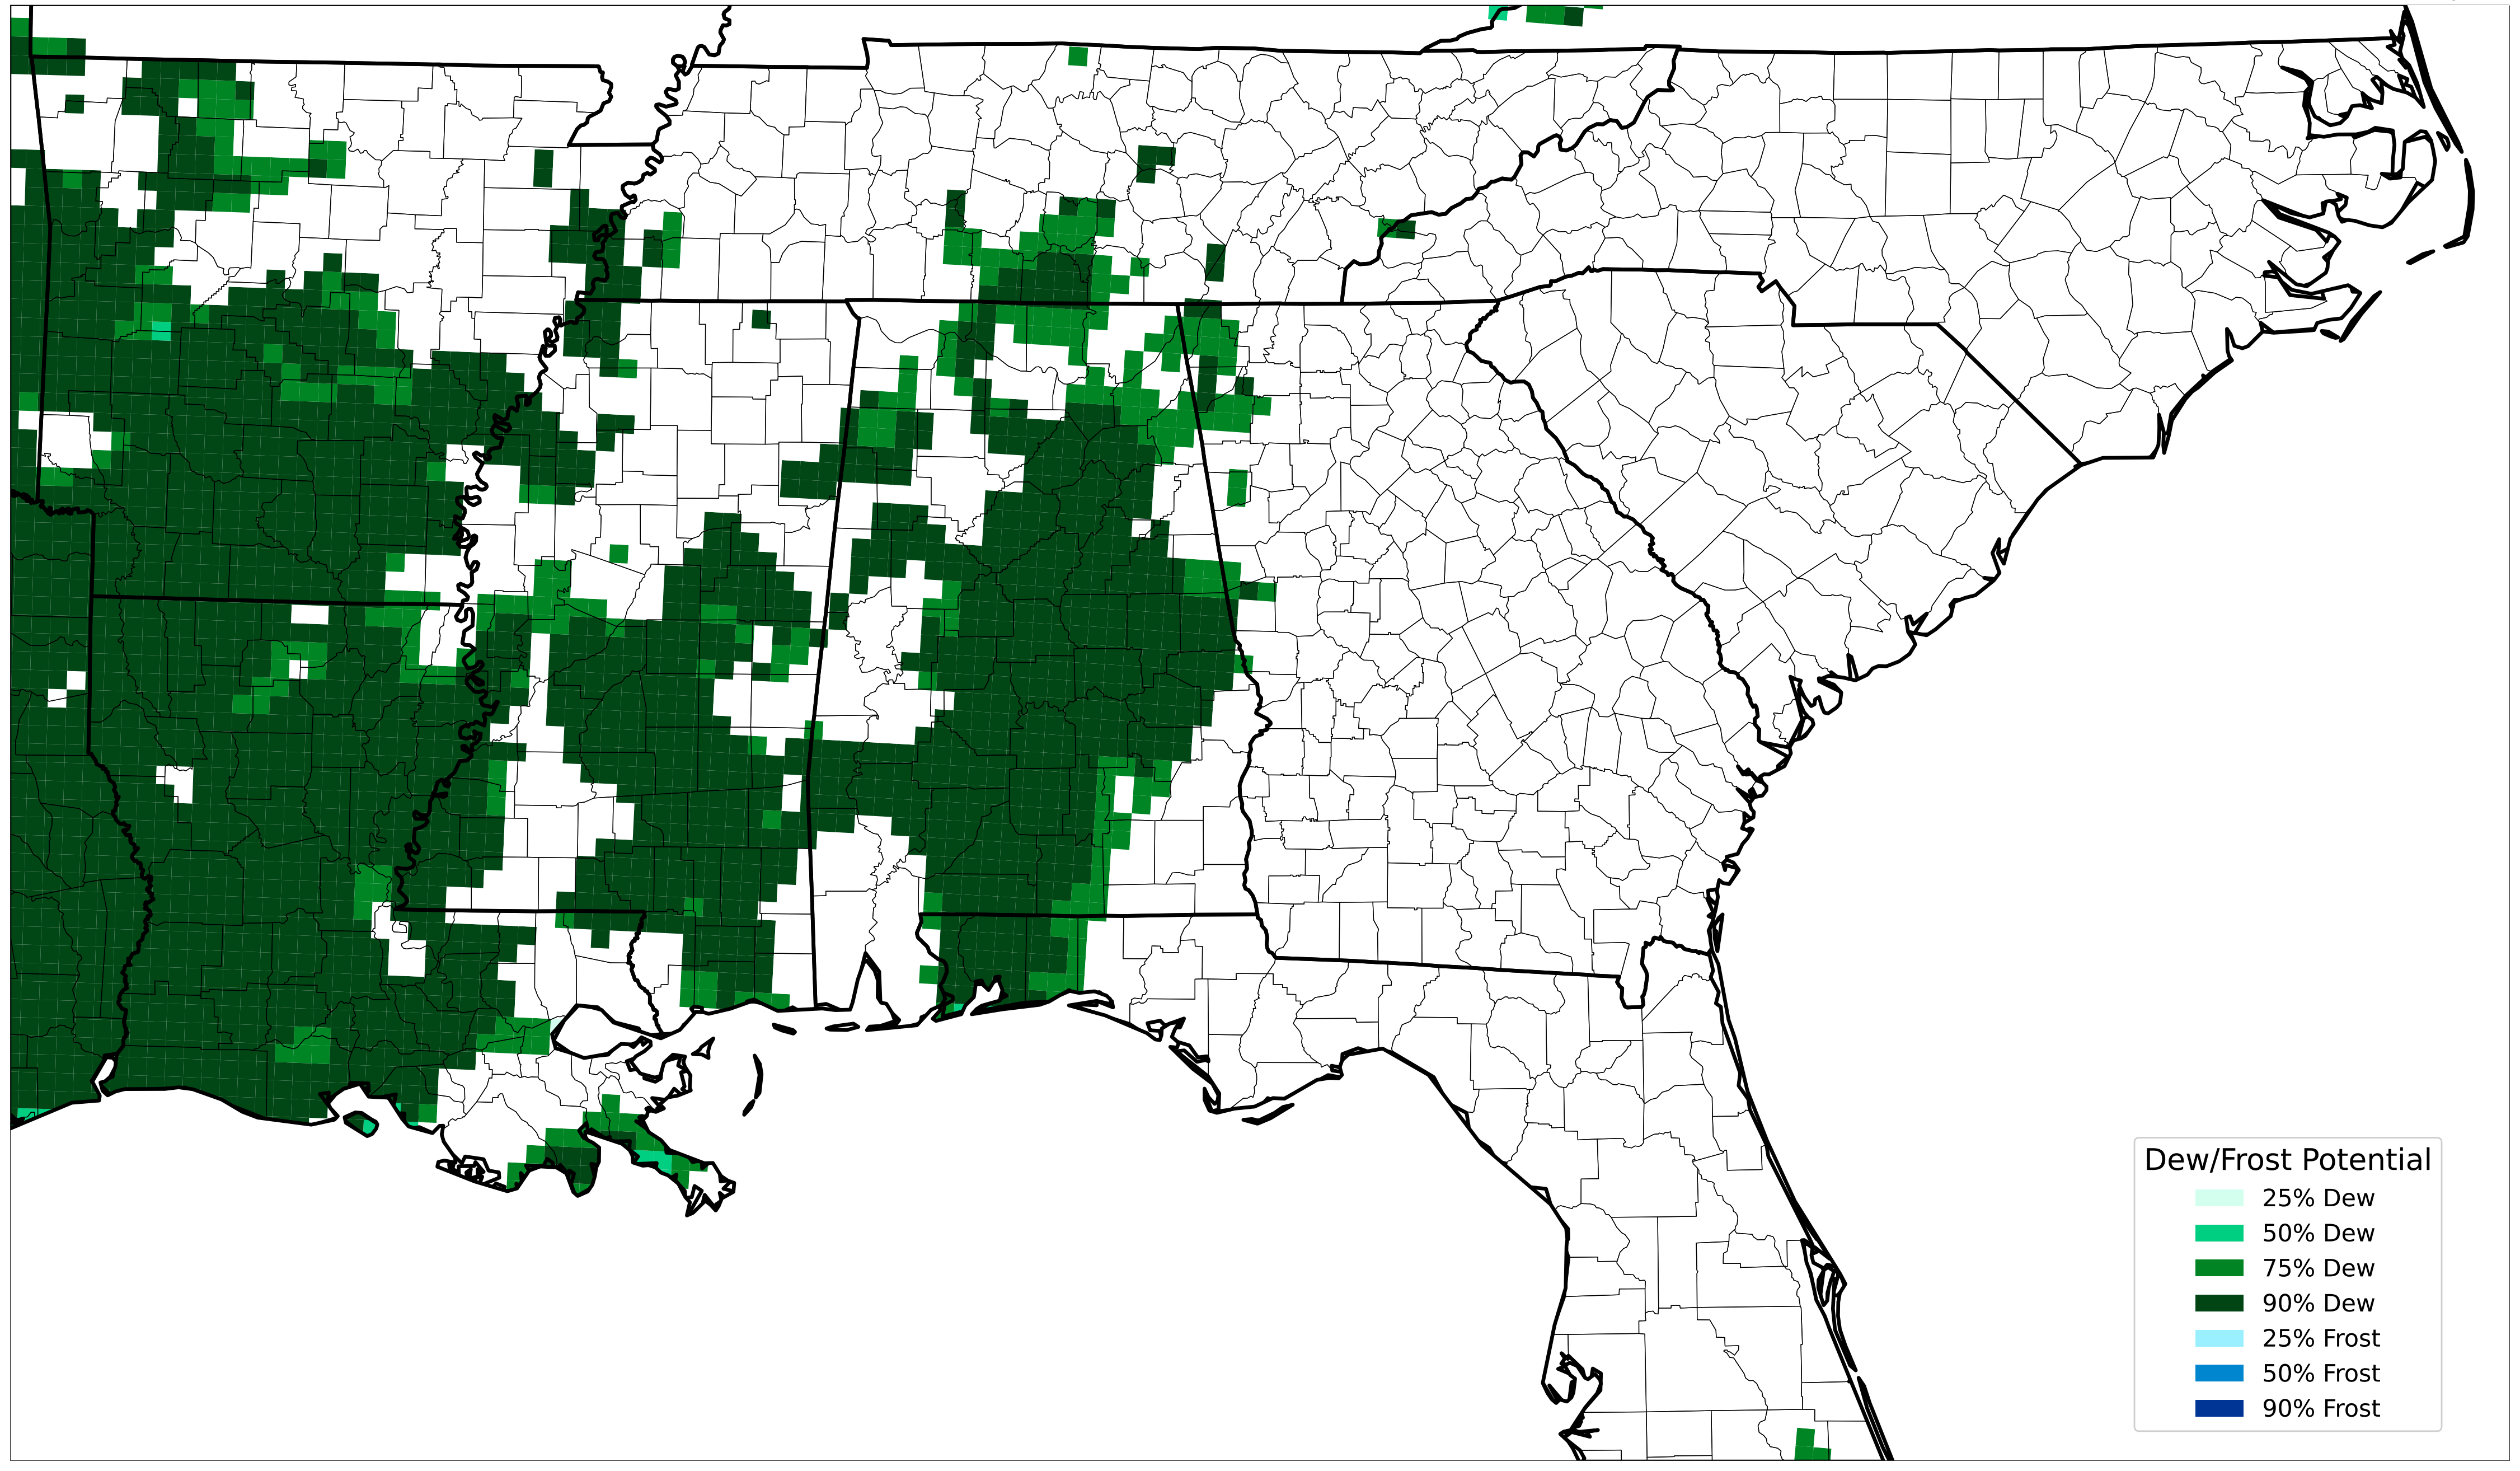 Dew/Frost Potential
25% Dew
50% Dew
75% Dew
90% Dew
25% Frost
50% Frost
90% Frost